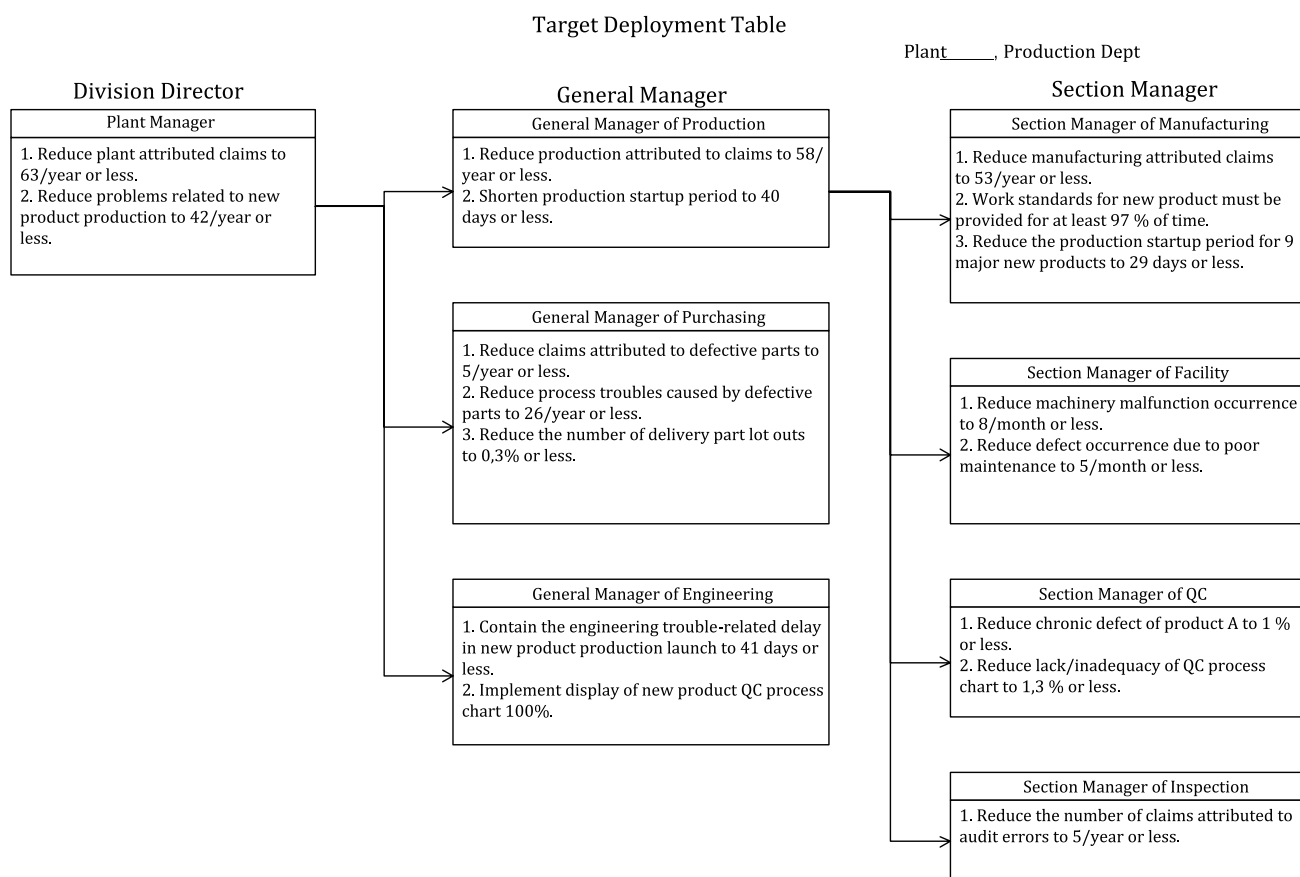 Target Deployment Table
Plant_____, Production Dept
Division Director
Plant Manager
1. Reduce plant attributed claims to
63/year or less.
2. Reduce problems related to new
product production to 42/year or
less.
General Manager
General Manager of Production
1. Reduce production attributed to claims to 58/
year or less.
2. Shorten production startup period to 40
days or less.
General Manager of Purchasing
1. Reduce claims attributed to defective parts to
5/year or less.
2. Reduce process troubles caused by defective
parts to 26/year or less.
3. Reduce the number of delivery part lot outs
to 0,3% or less.
General Manager of Engineering
1. Contain the engineering trouble-related delay
in new product production launch to 41 days or
less.
2. Implement display of new product QC process
chart 100%.
Section Manager
Section Manager of Manufacturing
1. Reduce manufacturing attributed claims
to 53/year or less.
2. Work standards for new product must be
provided for at least 97 % of time.
3. Reduce the production startup period for 9
major new products to 29 days or less.
Section Manager of Facility
1. Reduce machinery malfunction occurrence
to 8/month or less.
2. Reduce defect occurrence due to poor
maintenance to 5/month or less.
Section Manager of QC
1. Reduce chronic defect of product A to 1 %
or less.
2. Reduce lack/inadequacy of QC process
chart to 1,3 % or less.
Section Manager of Inspection
1. Reduce the number of claims attributed to
audit errors to 5/year or less.